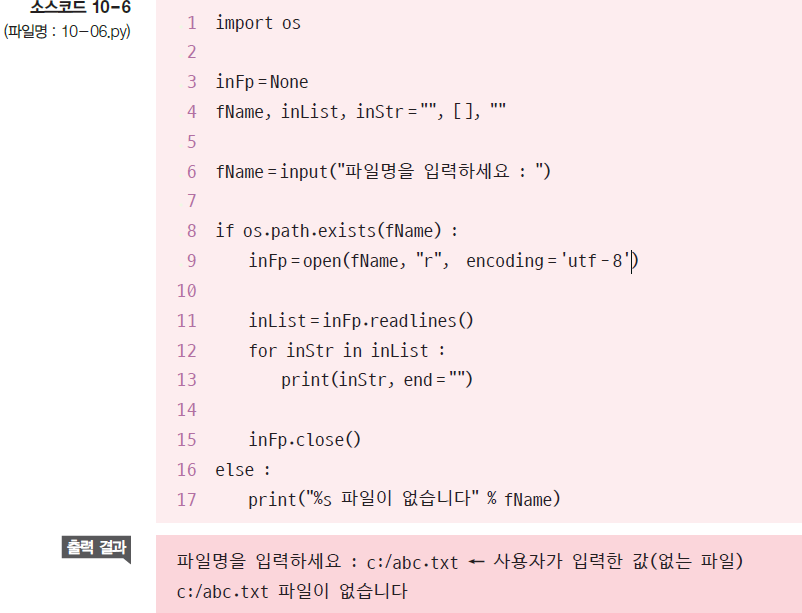 소스코드 10-6
(파일명 : 10-06.py)
1 import os
2
3 inFp=None
4 fName, inList, inStr="", [], ""
5
6 fName=input("파일명을 입력하세요 : ")
7
8 if os.path.exists(fName) :
9 inFp=open(fName, "r", encoding='utf-8')
10
11 inList=inFp.readlines()
12 for inStr in inList :
13 print(inStr, end="")
14
15 inFp.close()
16 else :
17 print("%s 파일이 없습니다" % fName)
출력 결과
파일명을 입력하세요 : c:/abc.txt ← 사용자가 입력한 값(없는 파일)
c:/abc.txt 파일이 없습니다